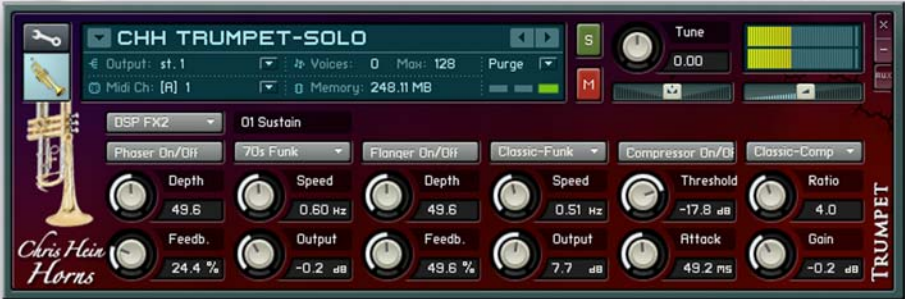 CHH TRUMPET-SOLO
Output: st. 1 Voices: 0 Max: 128 Purge
Midi Ch: [A] 1 Memory: 248.11 MB
S
M
Tune
0.00
×
–
AUX
DSP FX2 01 Sustain
Phaser On/Off 70s Funk Flanger On/Off Classic-Funk Compressor On/Of Classic-Comp
Depth Speed Depth Speed Threshold Ratio
49.6 0.60 Hz 49.6 0.51 Hz -17.8 dB 4.0
Feedb. Output Feedb. Output Attack Gain
24.4 % -0.2 dB 49.6 % 7.7 dB 49.2 ms -0.2 dB
Chris Hein
Horns
TRUMPET